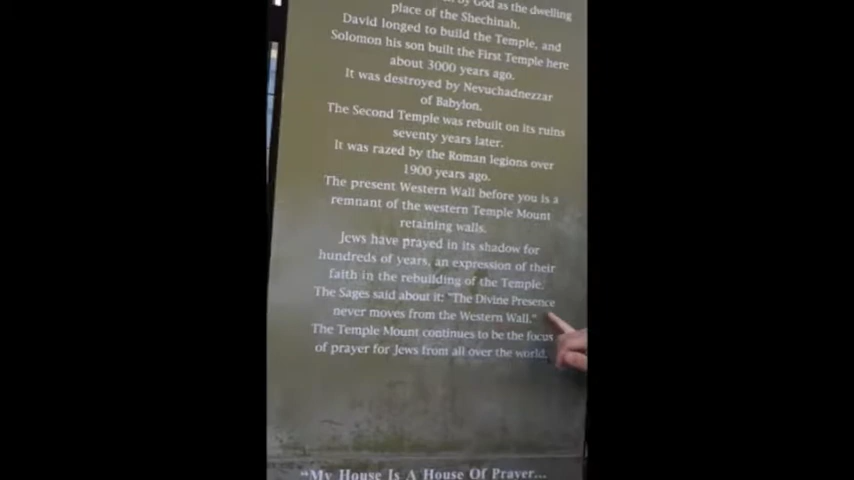 by God as the dwelling
place of the Shechinah.
David longed to build the Temple, and
Solomon his son built the First Temple here
about 3000 years ago.
It was destroyed by Nevuchadnezzar
of Babylon.
The Second Temple was rebuilt on its ruins
seventy years later.
It was razed by the Roman legions over
1900 years ago.
The present Western Wall before you is a
remnant of the western Temple Mount
retaining walls.
Jews have prayed in its shadow for
hundreds of years, an expression of their
faith in the rebuilding of the Temple.
The Sages said about it: "The Divine Presence
never moves from the Western Wall."
The Temple Mount continues to be the focus
of prayer for Jews from all over the world.
"My House Is A House Of Prayer...